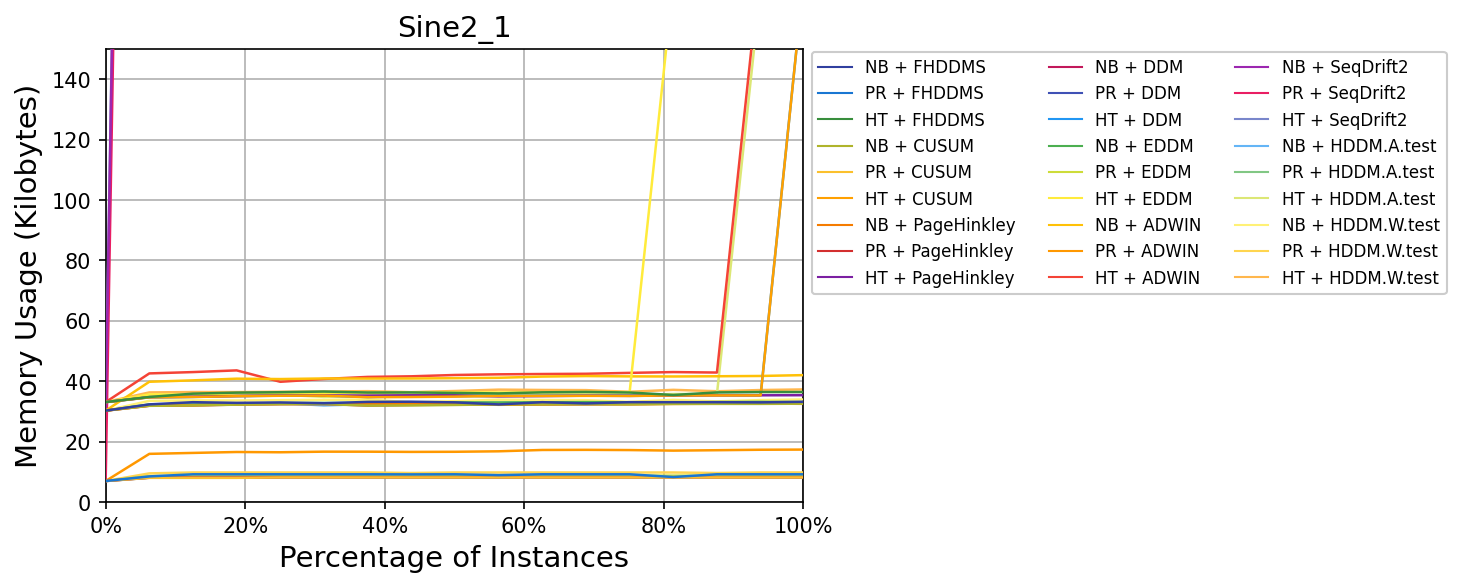 Sine2_1
Memory Usage (Kilobytes)
140
120
100
80
60
40
20
0
0%
20%
40%
60%
80%
100%
Percentage of Instances
NB + FHDDMS
PR + FHDDMS
HT + FHDDMS
NB + CUSUM
PR + CUSUM
HT + CUSUM
NB + PageHinkley
PR + PageHinkley
HT + PageHinkley
NB + DDM
PR + DDM
HT + DDM
NB + EDDM
PR + EDDM
HT + EDDM
NB + ADWIN
PR + ADWIN
HT + ADWIN
NB + SeqDrift2
PR + SeqDrift2
HT + SeqDrift2
NB + HDDM.A.test
PR + HDDM.A.test
HT + HDDM.A.test
NB + HDDM.W.test
PR + HDDM.W.test
HT + HDDM.W.test